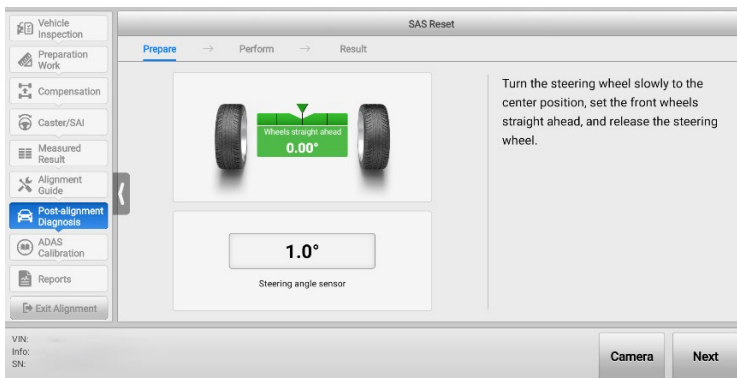 SAS Reset
Vehicle
Inspection
Preparation
Work
Compensation
Caster/SAI
Measured
Result
Alignment
Guide
Post-alignment
Diagnosis
ADAS
Calibration
Reports
Exit Alignment
Prepare → Perform → Result
Wheels straight ahead
0.00°
1.0°
Steering angle sensor
Turn the steering wheel slowly to the
center position, set the front wheels
straight ahead, and release the steering
wheel.
VIN:
Info:
SN:
Camera
Next